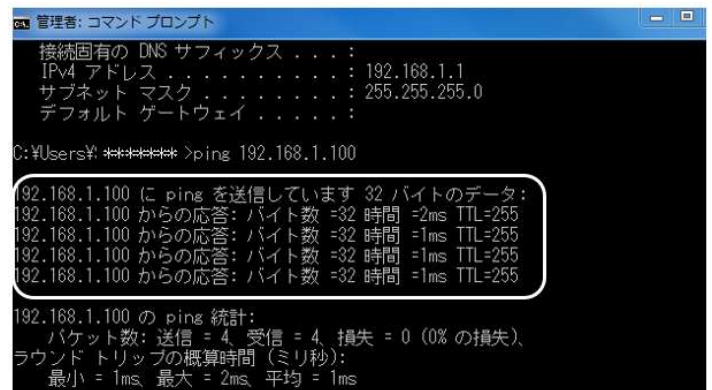 管理者: コマンド プロンプト
接続固有の DNS サフィックス . . . :
IPv4 アドレス . . . . . . . . . . : 192.168.1.1
サブネット マスク . . . . . . . . : 255.255.255.0
デフォルト ゲートウェイ . . . . . :
C:¥Users¥ ******** >ping 192.168.1.100
192.168.1.100 に ping を送信しています 32 バイトのデータ:
192.168.1.100 からの応答: バイト数 =32 時間 =2ms TTL=255
192.168.1.100 からの応答: バイト数 =32 時間 =1ms TTL=255
192.168.1.100 からの応答: バイト数 =32 時間 =1ms TTL=255
192.168.1.100 からの応答: バイト数 =32 時間 =1ms TTL=255
192.168.1.100 の ping 統計:
パケット数: 送信 = 4、受信 = 4、損失 = 0 (0% の損失)、
ラウンド トリップの概算時間 (ミリ秒):
最小 = 1ms、最大 = 2ms、平均 = 1ms